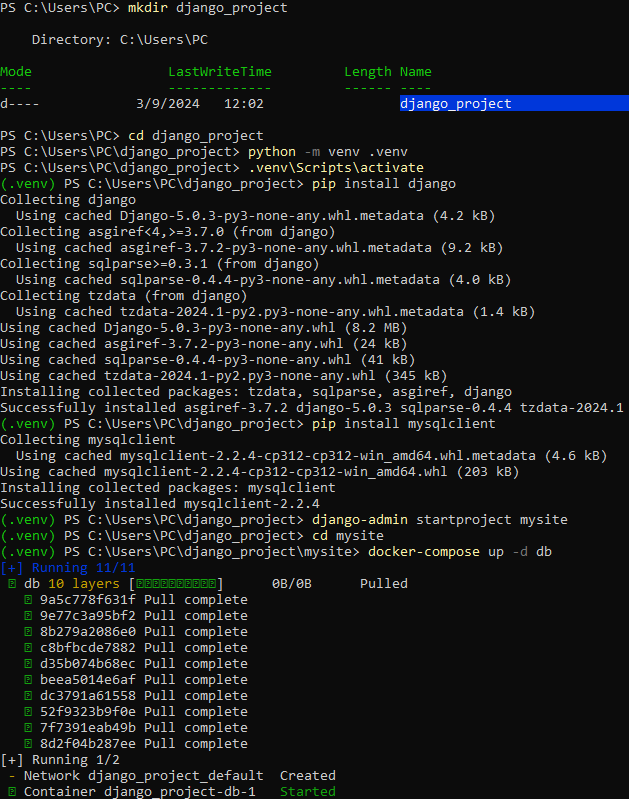 PS C:\Users\PC> mkdir django_project
Directory: C:\Users\PC
Mode LastWriteTime Length Name
---- ------------- ------ ----
d---- 3/9/2024 12:02 django_project
PS C:\Users\PC> cd django_project
PS C:\Users\PC\django_project> python -m venv .venv
PS C:\Users\PC\django_project> .venv\Scripts\activate
(.venv) PS C:\Users\PC\django_project> pip install django
Collecting django
Using cached Django-5.0.3-py3-none-any.whl.metadata (4.2 kB)
Collecting asgiref<4,>=3.7.0 (from django)
Using cached asgiref-3.7.2-py3-none-any.whl.metadata (9.2 kB)
Collecting sqlparse>=0.3.1 (from django)
Using cached sqlparse-0.4.4-py3-none-any.whl.metadata (4.0 kB)
Collecting tzdata (from django)
Using cached tzdata-2024.1-py2.py3-none-any.whl.metadata (1.4 kB)
Using cached Django-5.0.3-py3-none-any.whl (8.2 MB)
Using cached asgiref-3.7.2-py3-none-any.whl (24 kB)
Using cached sqlparse-0.4.4-py3-none-any.whl (41 kB)
Using cached tzdata-2024.1-py2.py3-none-any.whl (345 kB)
Installing collected packages: tzdata, sqlparse, asgiref, django
Successfully installed asgiref-3.7.2 django-5.0.3 sqlparse-0.4.4 tzdata-2024.1
(.venv) PS C:\Users\PC\django_project> pip install mysqlclient
Collecting mysqlclient
Using cached mysqlclient-2.2.4-cp312-cp312-win_amd64.whl.metadata (4.6 kB)
Using cached mysqlclient-2.2.4-cp312-cp312-win_amd64.whl (203 kB)
Installing collected packages: mysqlclient
Successfully installed mysqlclient-2.2.4
(.venv) PS C:\Users\PC\django_project> django-admin startproject mysite
(.venv) PS C:\Users\PC\django_project> cd mysite
(.venv) PS C:\Users\PC\django_project\mysite> docker-compose up -d db
[+] Running 11/11
db 10 layers [] 0B/0B Pulled
9a5c778f631f Pull complete
9e77c3a95bf2 Pull complete
8b279a2086e0 Pull complete
c8bfbcde7882 Pull complete
d35b074b68ec Pull complete
beea5014e6af Pull complete
dc3791a61558 Pull complete
52f9323b9f0e Pull complete
7f7391eab49b Pull complete
8d2f04b287ee Pull complete
[+] Running 1/2
- Network django_project_default Created
Container django_project-db-1 Started